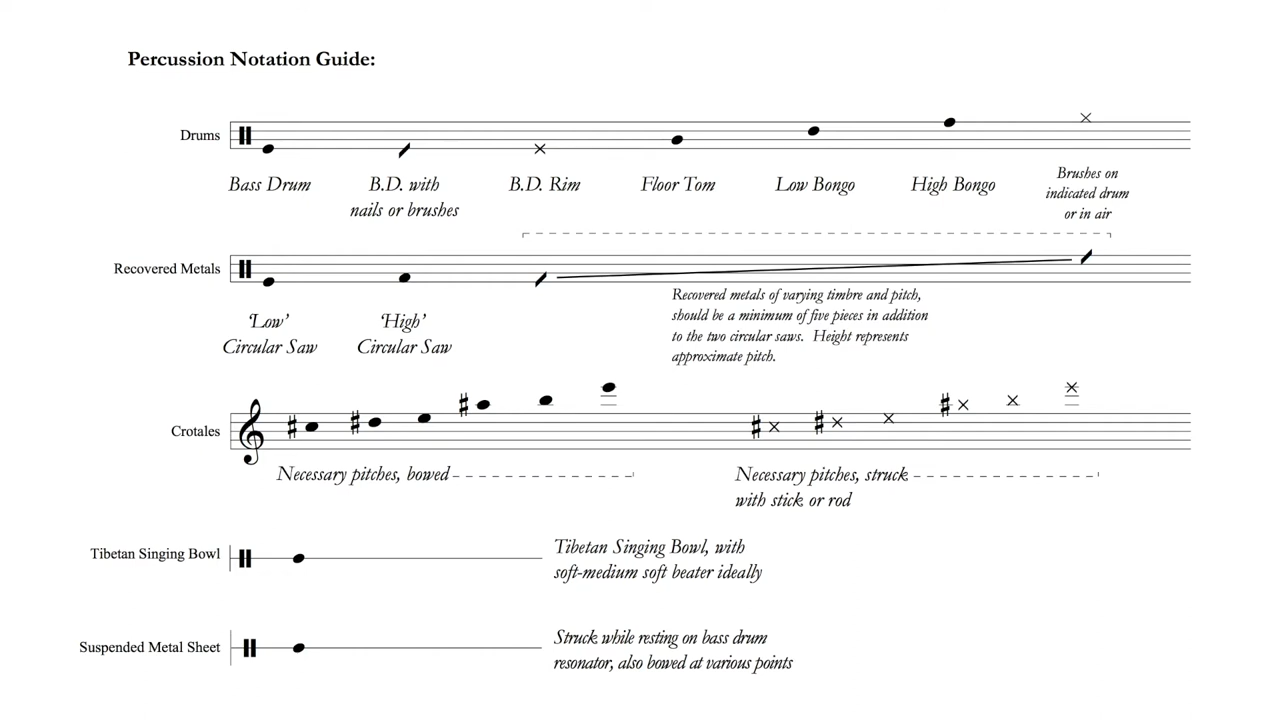 Percussion Notation Guide:
Drums
Bass Drum
B.D. with
nails or brushes
B.D. Rim
Floor Tom
Low Bongo
High Bongo
Brushes on
indicated drum
or in air
Recovered Metals
'Low'
Circular Saw
'High'
Circular Saw
Recovered metals of varying timbre and pitch,
should be a minimum of five pieces in addition
to the two circular saws. Height represents
approximate pitch.
Crotales
Necessary pitches, bowed
Necessary pitches, struck
with stick or rod
Tibetan Singing Bowl
Tibetan Singing Bowl, with
soft-medium soft beater ideally
Suspended Metal Sheet
Struck while resting on bass drum
resonator, also bowed at various points